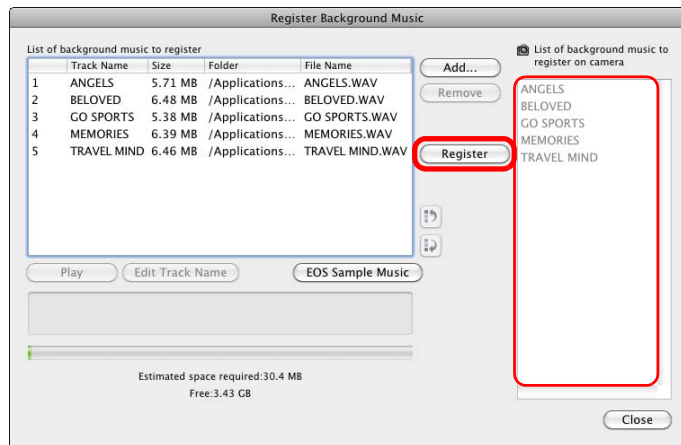 Register Background Music
List of background music to register
Track Name Size Folder File Name
1 ANGELS 5.71 MB /Applications... ANGELS.WAV
2 BELOVED 6.48 MB /Applications... BELOVED.WAV
3 GO SPORTS 5.38 MB /Applications... GO SPORTS.WAV
4 MEMORIES 6.39 MB /Applications... MEMORIES.WAV
5 TRAVEL MIND 6.46 MB /Applications... TRAVEL MIND.WAV
Play Edit Track Name EOS Sample Music
Estimated space required:30.4 MB
Free:3.43 GB
Add...
Remove
Register
List of background music to
register on camera
ANGELS
BELOVED
GO SPORTS
MEMORIES
TRAVEL MIND
Close